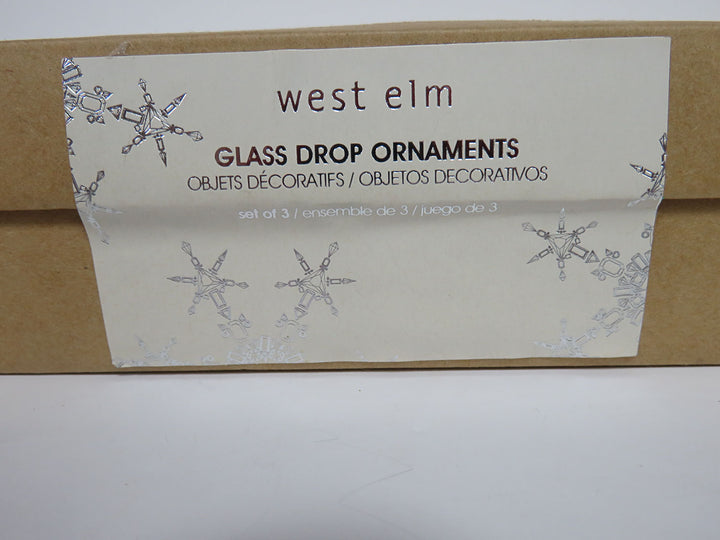 west elm
GLASS DROP ORNAMENTS
OBJETS DÉCORATIFS / OBJETOS DECORATIVOS
set of 3 / ensemble de 3 / juego de 3